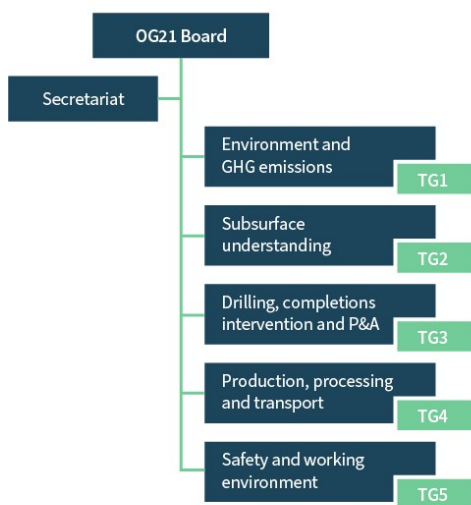 OG21 Board
Secretariat
Environment and
GHG emissions
TG1
Subsurface
understanding
TG2
Drilling, completions
intervention and P&A
TG3
Production, processing
and transport
TG4
Safety and working
environment
TG5